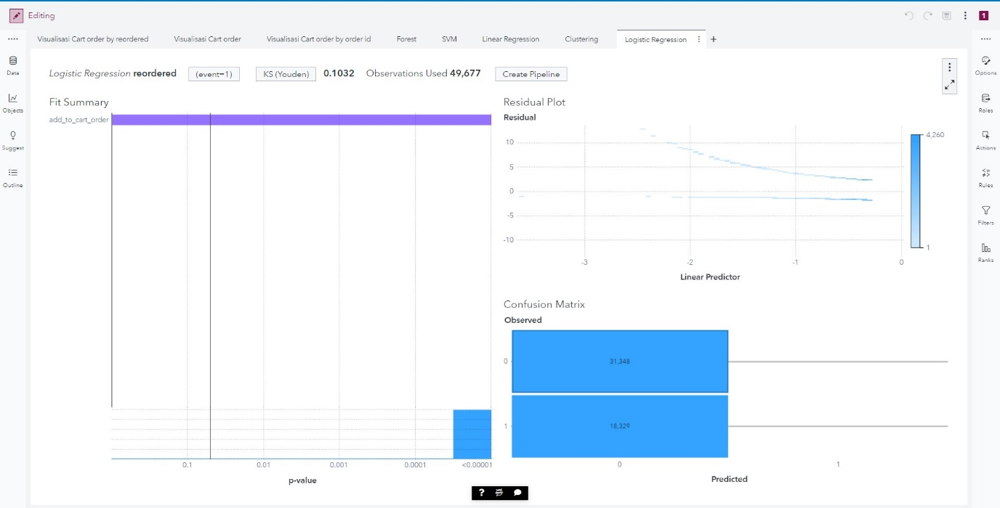 Editing
1
Visualisasi Cart order by reordered
Visualisasi Cart order
Visualisasi Cart order by order id
Forest
SVM
Linear Regression
Clustering
Logistic Regression
Data
Objects
Suggest
Outline
Logistic Regression reordered (event=1) KS (Youden) 0.1032 Observations Used 49,677 Create Pipeline
Fit Summary
add_to_cart_order
0.1 0.01 0.001 0.0001 <0.00001
p-value
Residual Plot
Residual
10
5
0
-5
-10
-3 -2 -1 0
Linear Predictor
4,260
1
Confusion Matrix
Observed
0 31,348
1 18,329
0 1
Predicted
Options
Roles
Actions
Rules
Filters
Ranks
?